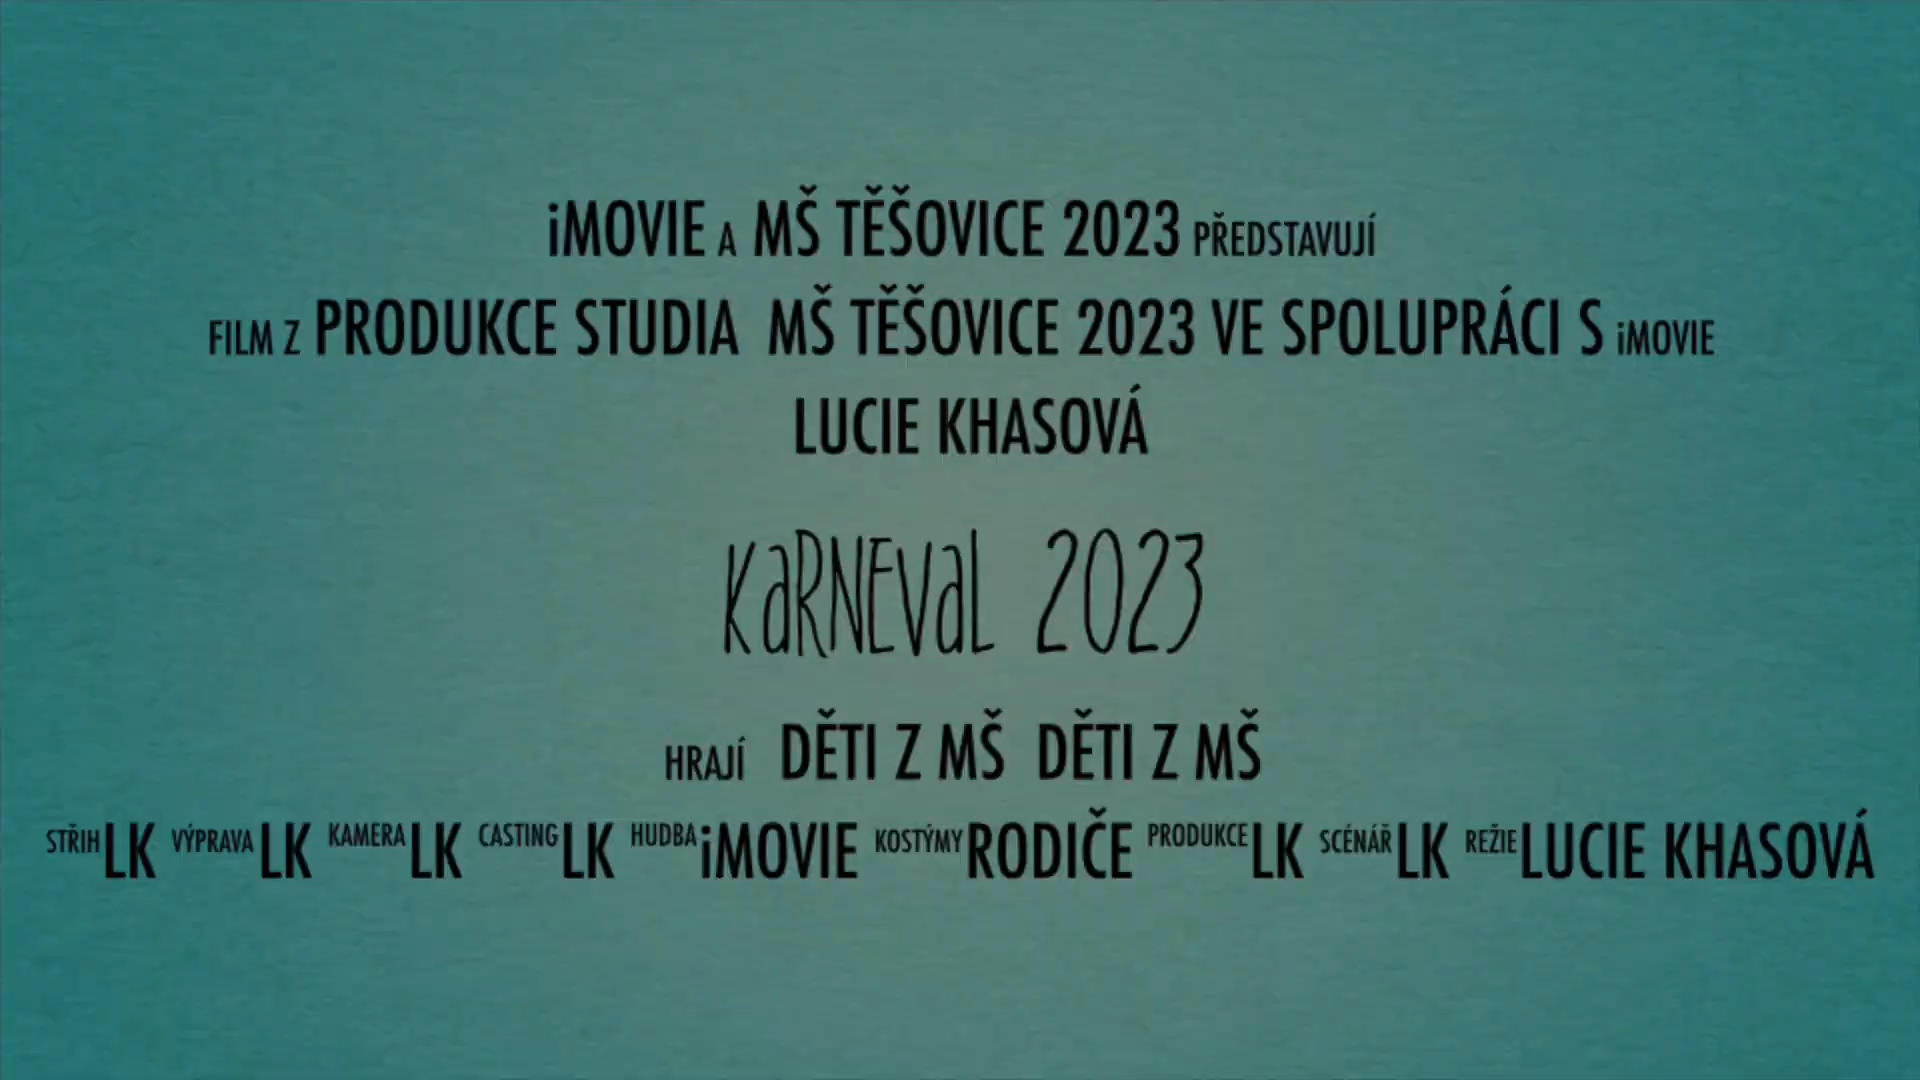 iMOVIE A MŠ TĚŠOVICE 2023 PŘEDSTAVUJÍ
FILM Z PRODUKCE STUDIA MŠ TĚŠOVICE 2023 VE SPOLUPRÁCI S iMOVIE
LUCIE KHASOVÁ
KaRNEVaL 2023
HRAJÍ DĚTI Z MŠ DĚTI Z MŠ
STŘIH LK VÝPRAVA LK KAMERA LK CASTING LK HUDBA iMOVIE KOSTÝMY RODIČE PRODUKCE LK SCÉNÁŘ LK REŽIE LUCIE KHASOVÁ